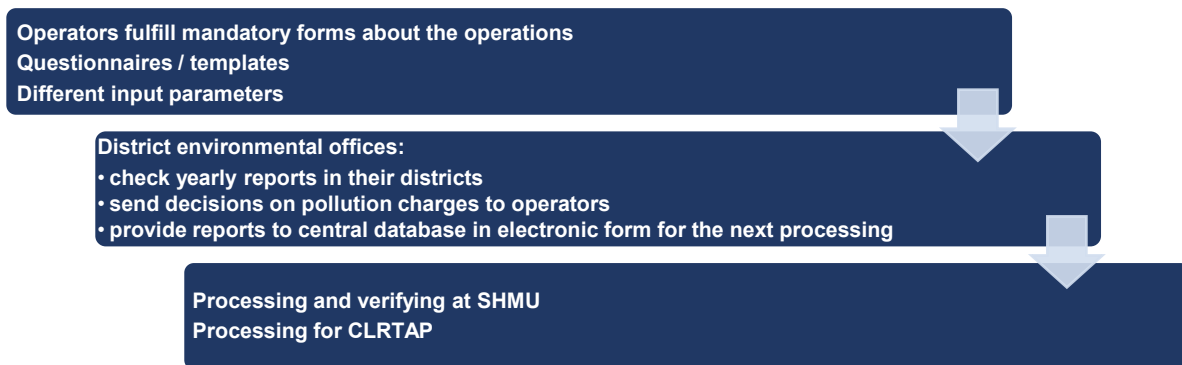 Operators fulfill mandatory forms about the operations
Questionnaires / templates
Different input parameters
District environmental offices:
• check yearly reports in their districts
• send decisions on pollution charges to operators
• provide reports to central database in electronic form for the next processing
Processing and verifying at SHMU
Processing for CLRTAP